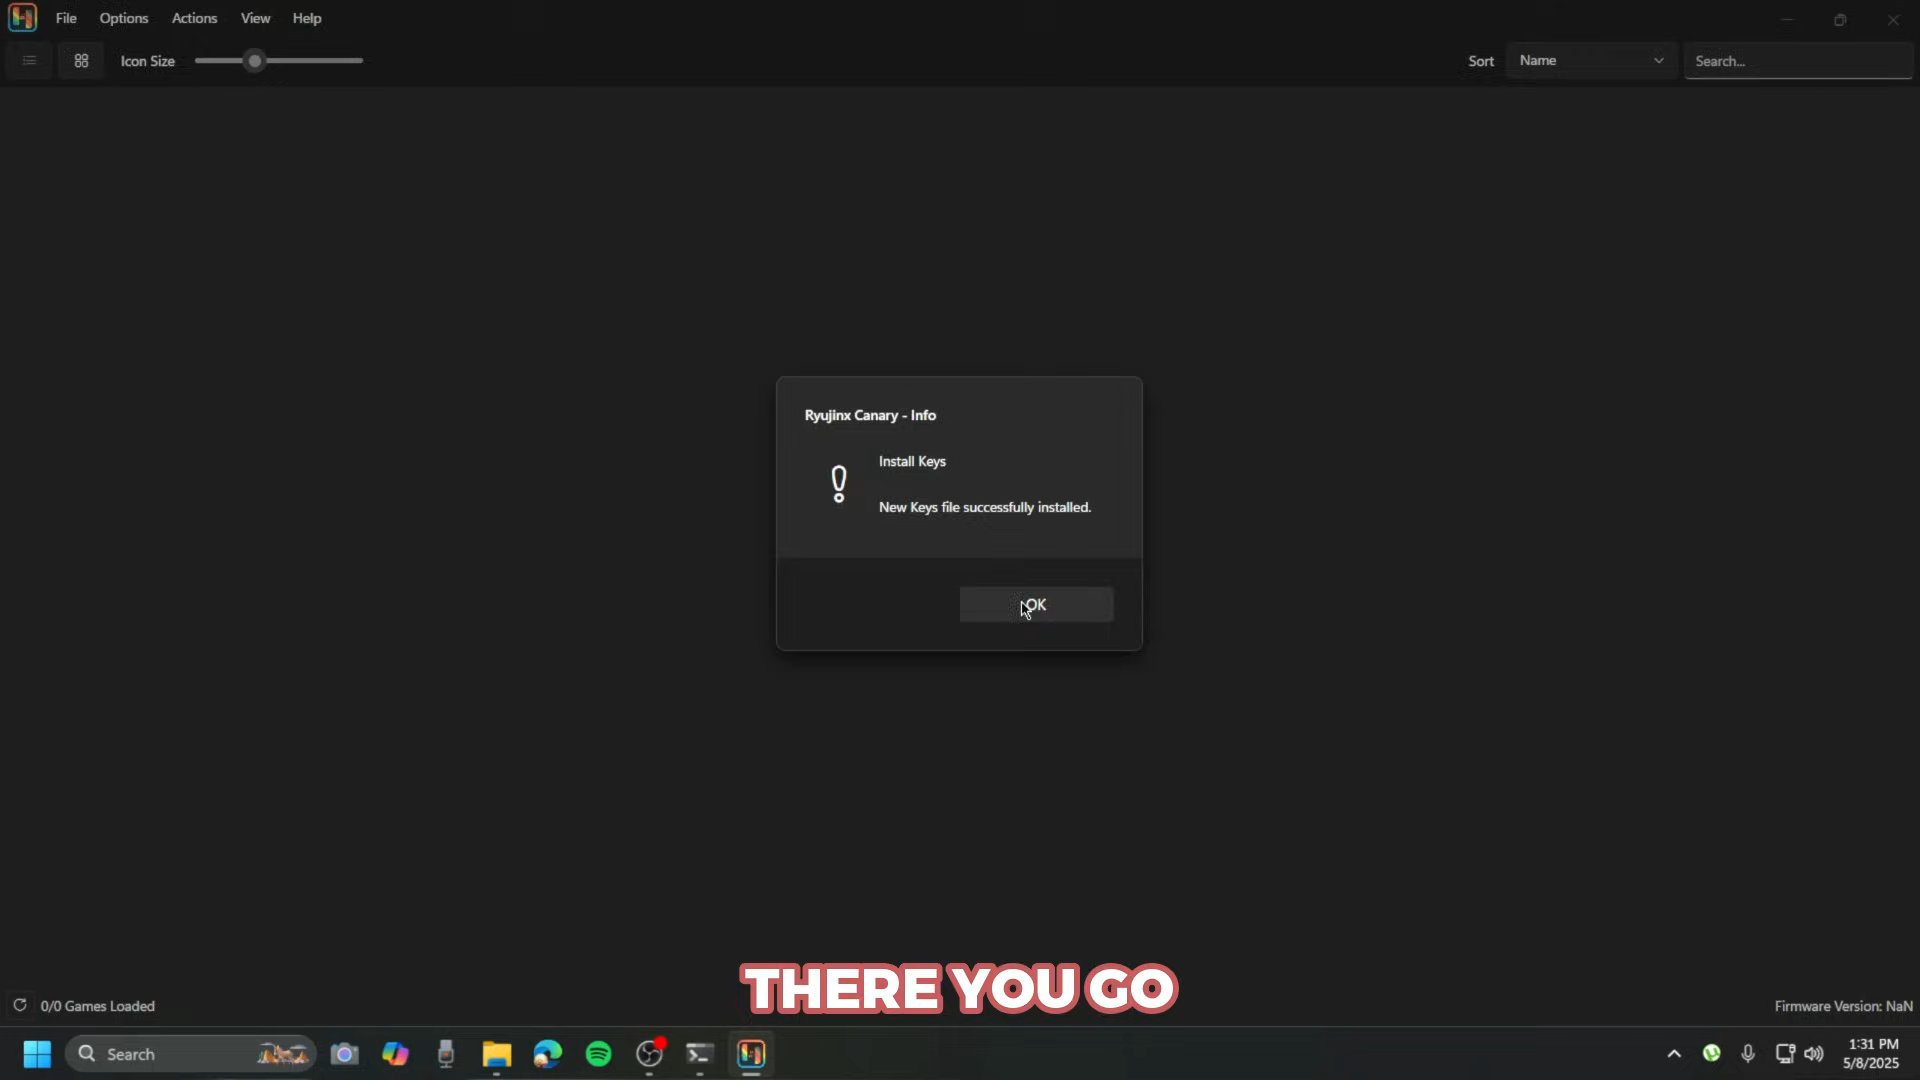 File Options Actions View Help
Icon Size
Sort Name Search...
Ryujinx Canary - Info
Install Keys
New Keys file successfully installed.
OK
THERE YOU GO
0/0 Games Loaded
Firmware Version: NaN
Search
1:31 PM
5/8/2025